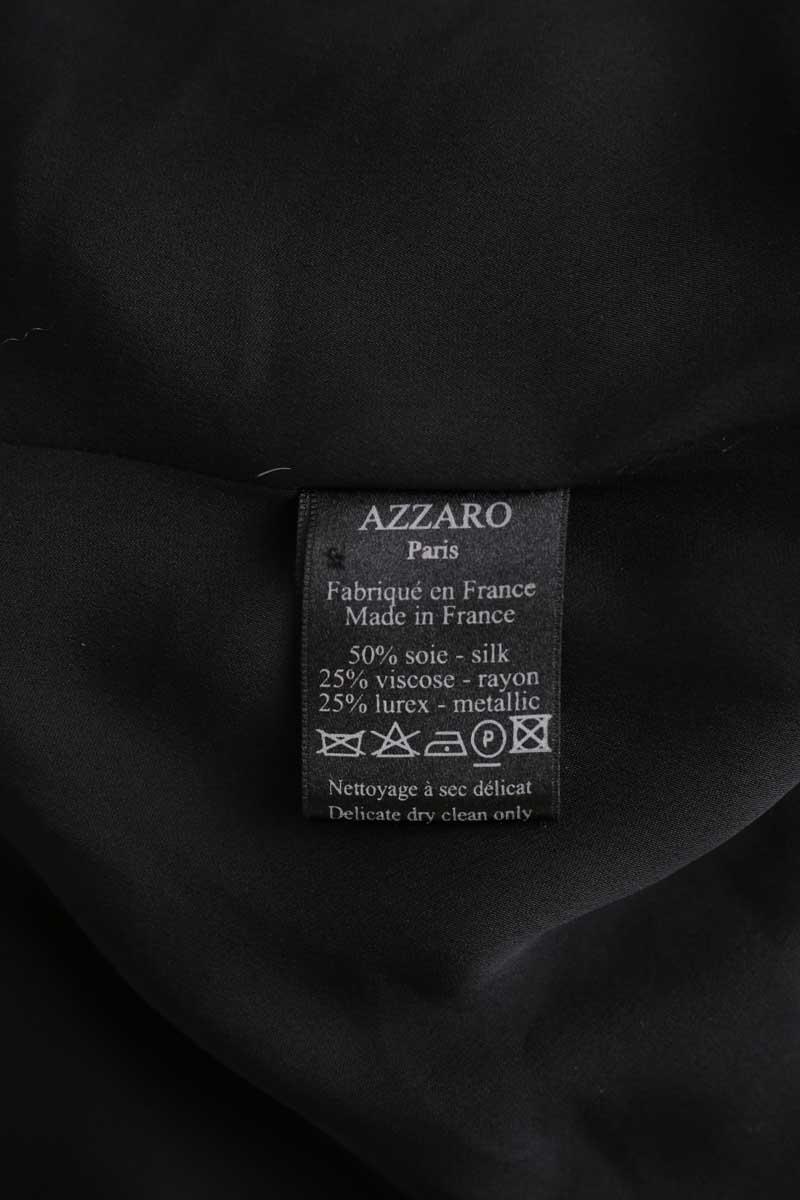 AZZARO
Paris
Fabriqué en France
Made in France
50% soie - silk
25% viscose - rayon
25% lurex - metallic
P
Nettoyage à sec délicat
Delicate dry clean only